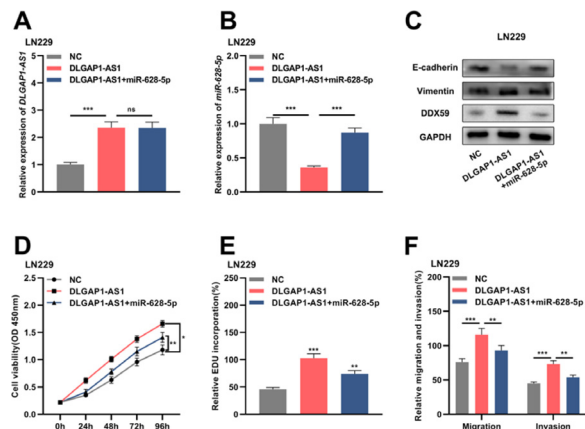 A
LN229
NC
DLGAP1-AS1
DLGAP1-AS1+miR-628-5p
Relative expression of DLGAP1-AS1
5
4
3
2
1
0
***
ns
B
LN229
NC
DLGAP1-AS1
DLGAP1-AS1+miR-628-5p
Relative expression of miR-628-5p
2.0
1.5
1.0
0.5
0.0
***
***
C
LN229
E-cadherin
Vimentin
DDX59
GAPDH
NC
DLGAP1-AS1
DLGAP1-AS1
+miR-628-5p
D
LN229
NC
DLGAP1-AS1
DLGAP1-AS1+miR-628-5p
Cell viability(OD 450nm)
2.2
1.7
1.2
0.7
0.2
0h
24h
48h
72h
96h
**
*
E
LN229
NC
DLGAP1-AS1
DLGAP1-AS1+miR-628-5p
Relative EDU incorporation(%)
200
150
100
50
0
***
**
F
LN229
NC
DLGAP1-AS1
DLGAP1-AS1+miR-628-5p
Relative migration and invasion(%)
200
150
100
50
0
***
**
***
**
Migration
Invasion